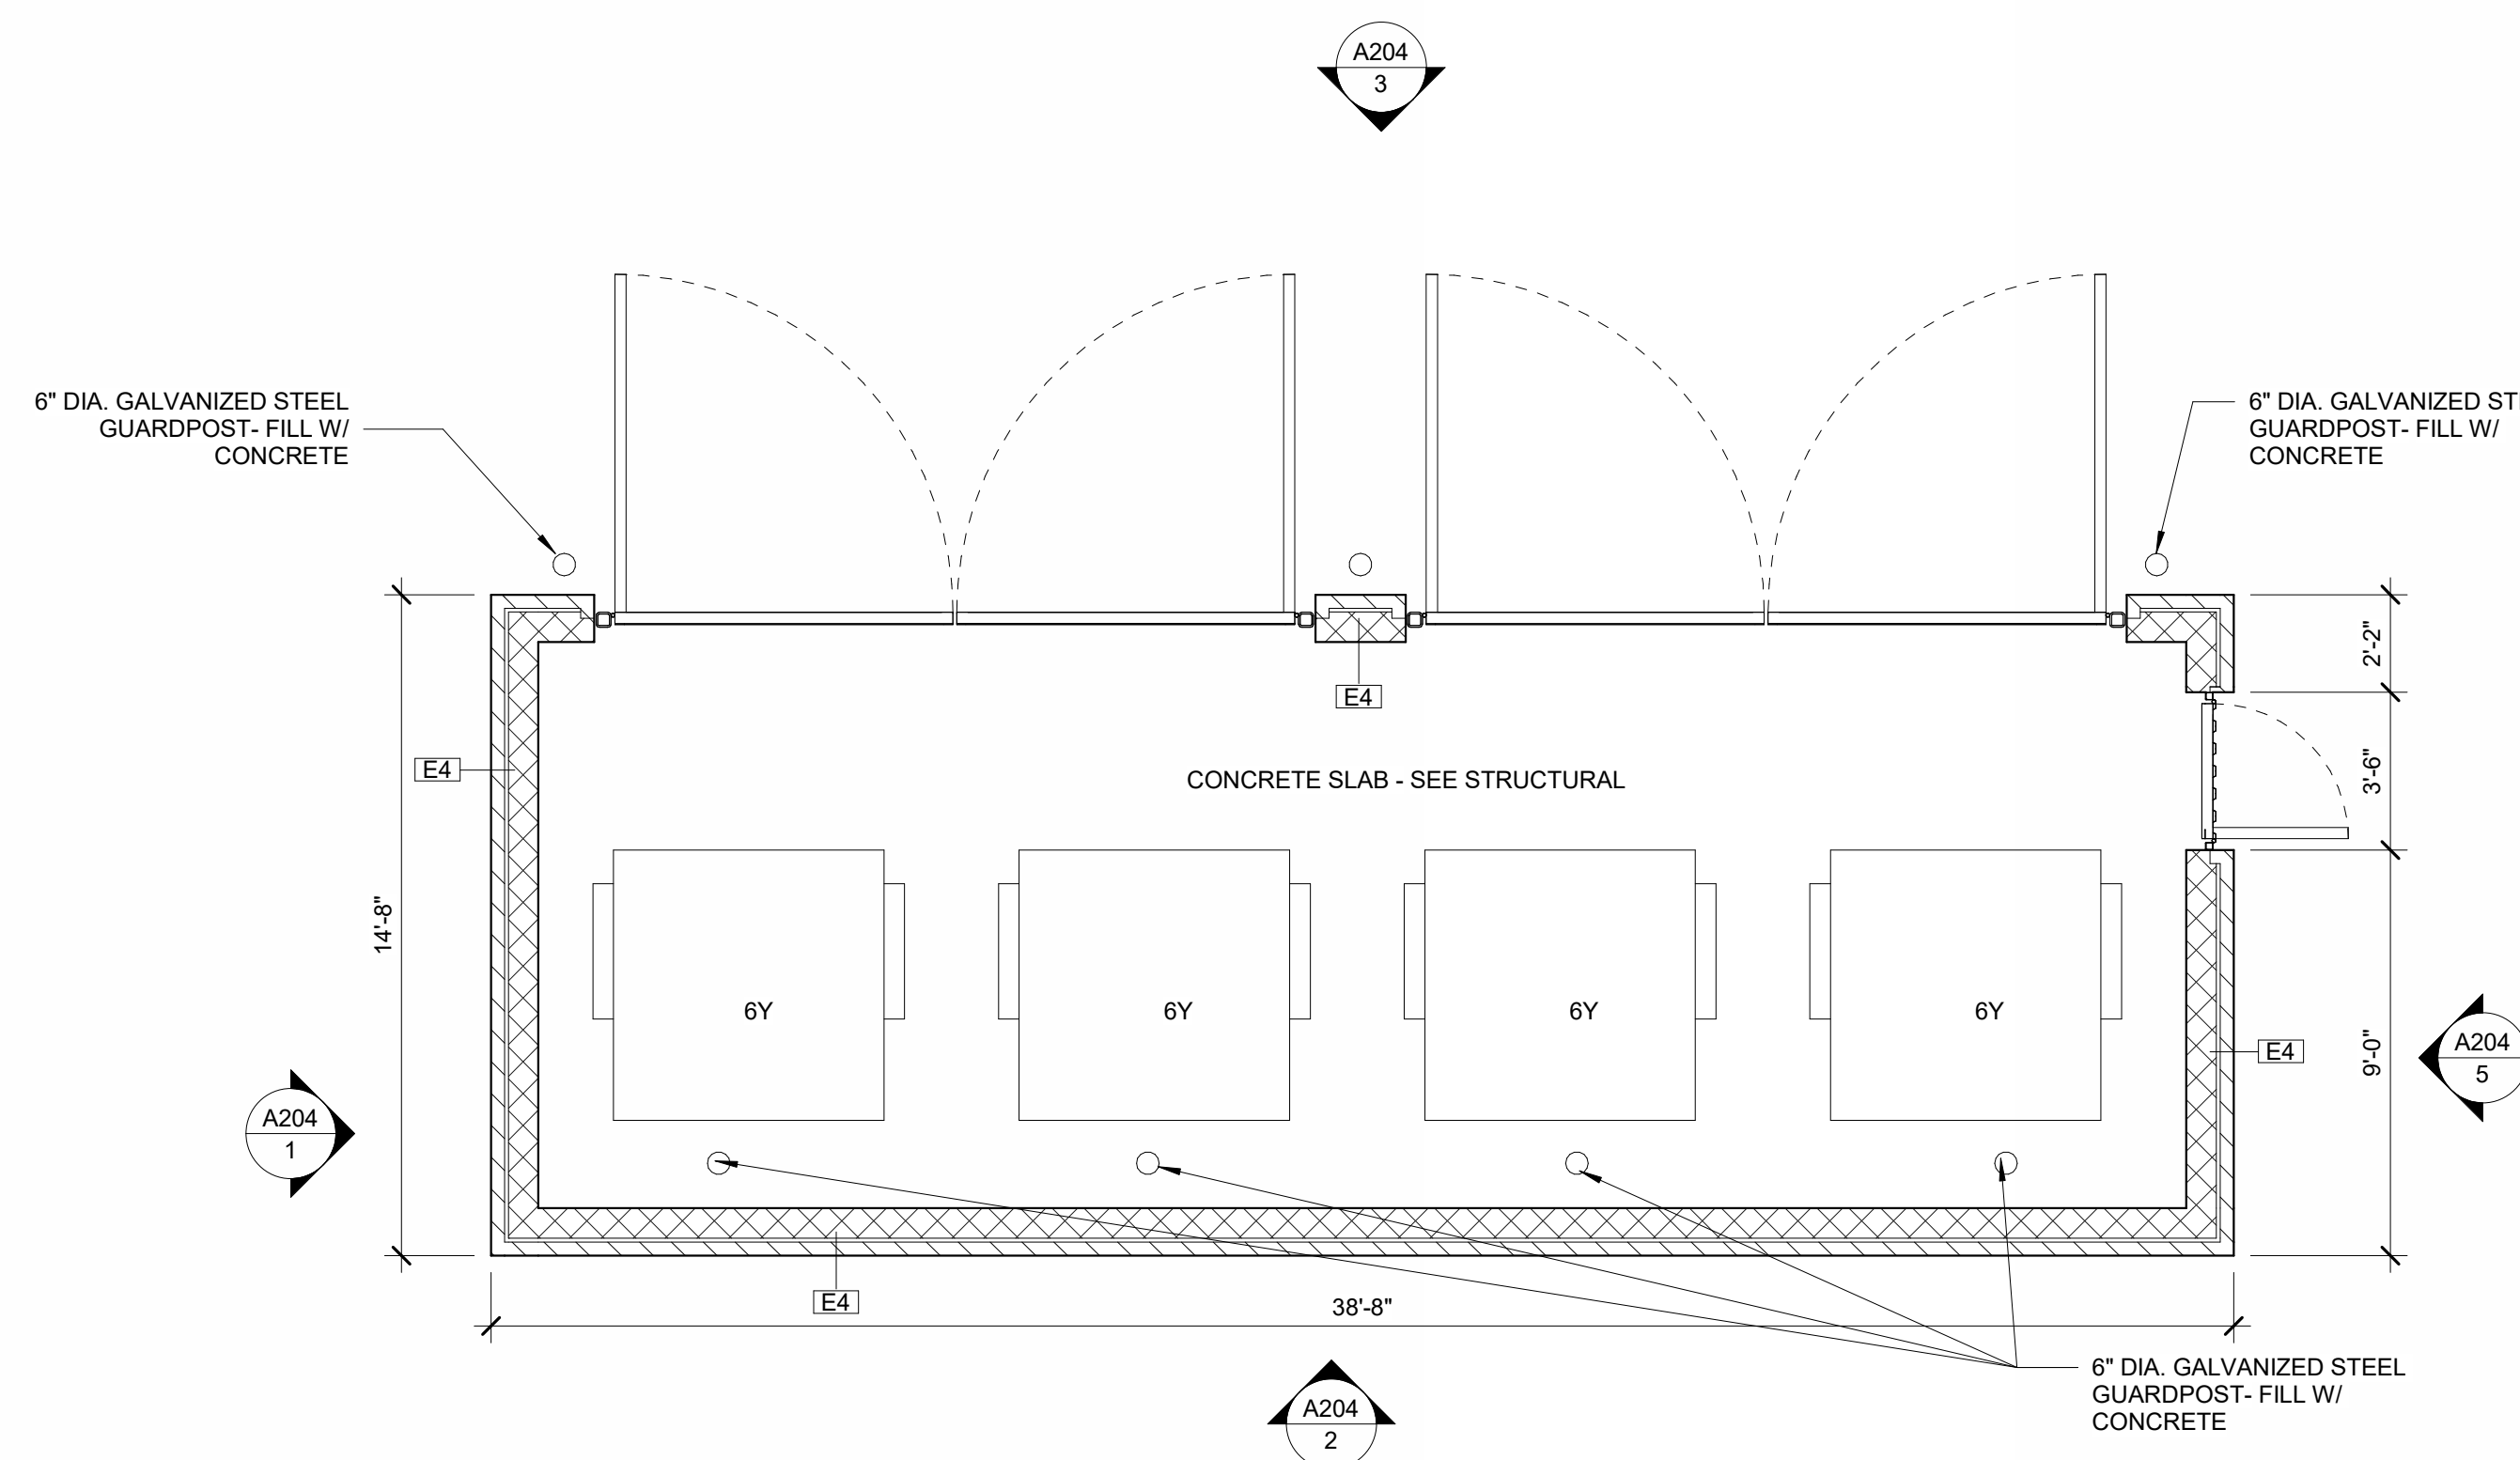 A204
3
6" DIA. GALVANIZED STEEL
GUARDPOST- FILL W/
CONCRETE
6" DIA. GALVANIZED
GUARDPOST- FILL W/
CONCRETE
2'-2"
E4
E4
3'-6"
CONCRETE SLAB - SEE STRUCTURAL
14'-8"
6Y
6Y
6Y
6Y
9'-0"
E4
A204
5
A204
1
E4
38'-8"
6" DIA. GALVANIZED STEEL
GUARDPOST- FILL W/
CONCRETE
A204
2